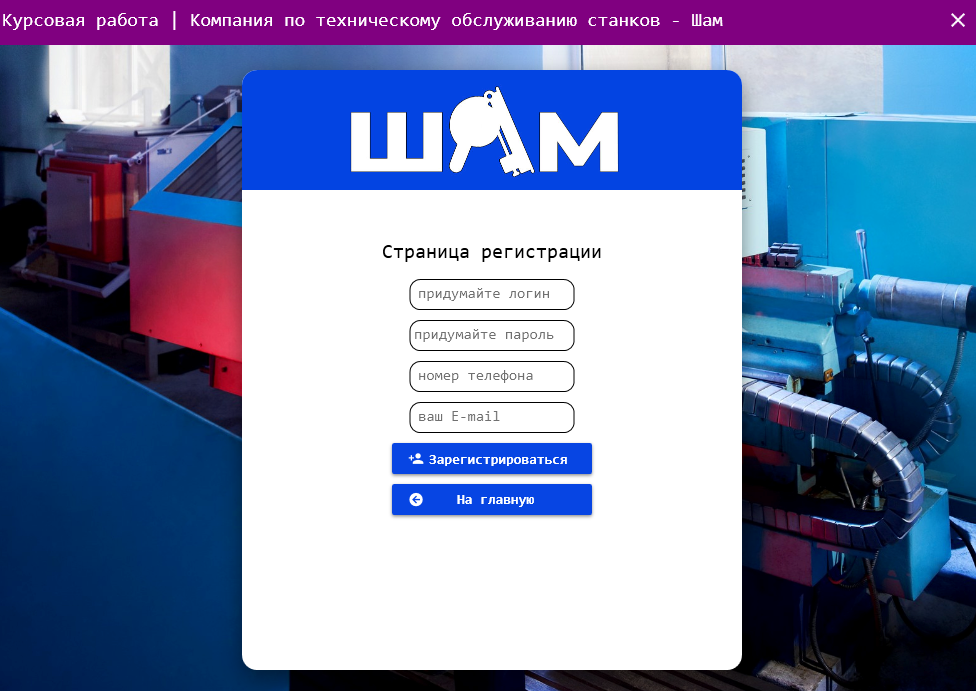 Курсовая работа | Компания по техническому обслуживанию станков - Шам
ШАМ
Страница регистрации
придумайте логин
придумайте пароль
номер телефона
ваш E-mail
Зарегистрироваться
На главную